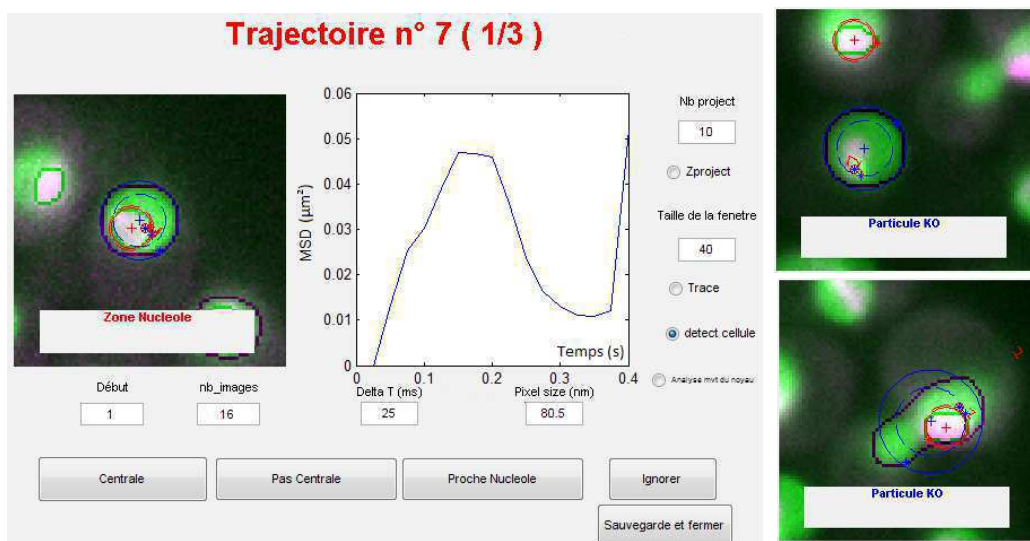 Trajectoire n° 7 ( 1/3 )
Zone Nucleole
MSD (µm²)
0.06
0.05
0.04
0.03
0.02
0.01
0
0 0.1 0.2 0.3 0.4
Temps (s)
Nb project
10
Zproject
Taille de la fenetre
40
Trace
detect cellule
Analyse mvt du noyau
Début
nb_images
Delta T (ms)
Pixel size (nm)
1
16
25
80.5
Centrale
Pas Centrale
Proche Nucleole
Ignorer
Sauvegarde et fermer
Particule KO
Particule KO